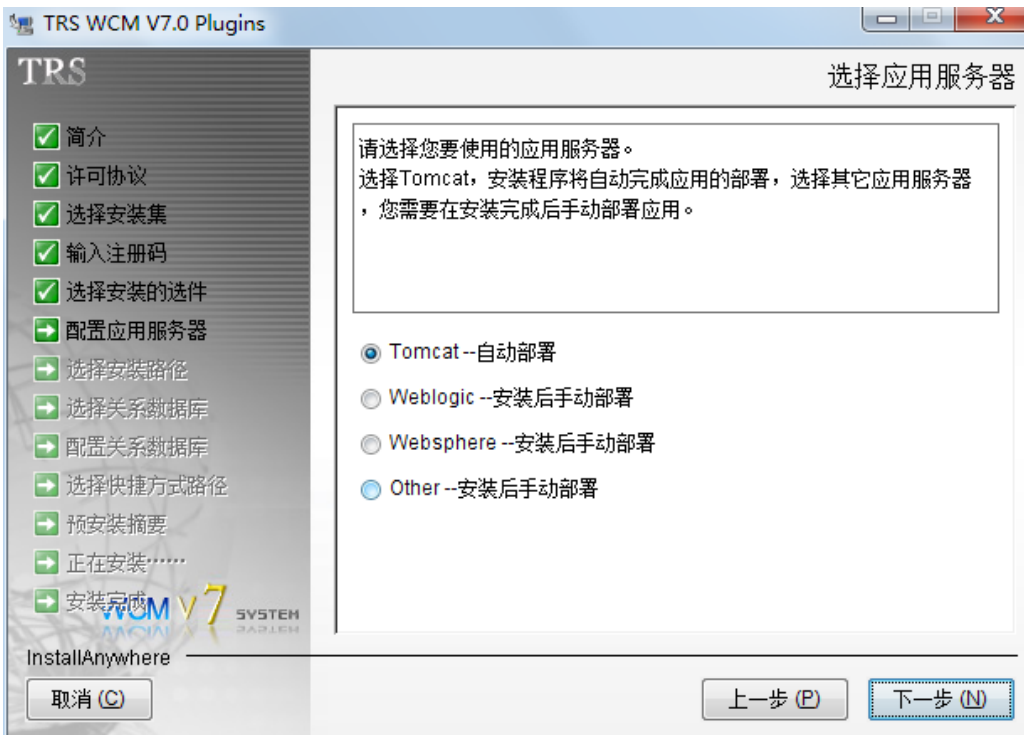 TRS WCM V7.0 Plugins
TRS
选择应用服务器
简介
许可协议
选择安装集
输入注册码
选择安装的选件
配置应用服务器
选择安装路径
选择关系数据库
配置关系数据库
选择快捷方式路径
预安装摘要
正在安装……
安装完成
WCM V7 SYSTEM
请选择您要使用的应用服务器。
选择Tomcat，安装程序将自动完成应用的部署，选择其它应用服务器
，您需要在安装完成后手动部署应用。
Tomcat --自动部署
Weblogic --安装后手动部署
Websphere --安装后手动部署
Other --安装后手动部署
InstallAnywhere
取消 (C)
上一步 (P)
下一步 (N)